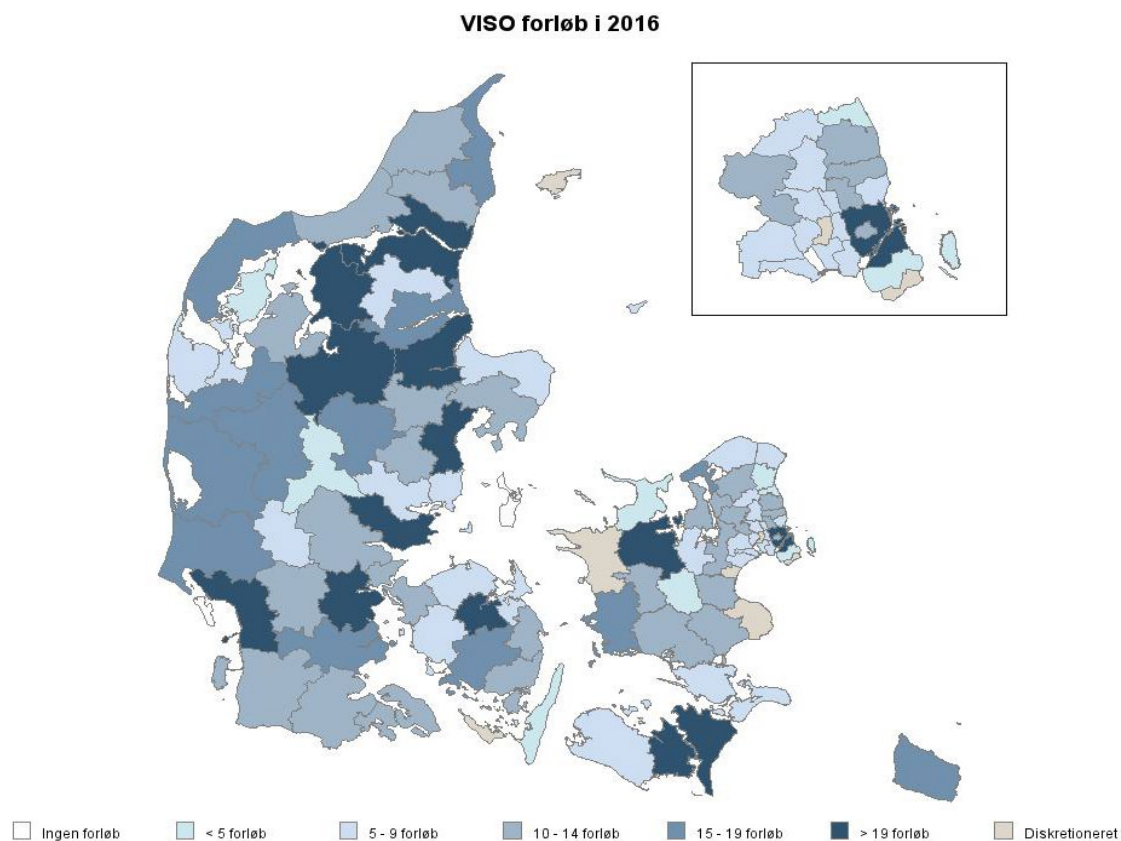 VISO forløb i 2016
Ingen forløb
< 5 forløb
5 - 9 forløb
10 - 14 forløb
15 - 19 forløb
> 19 forløb
Diskretioneret